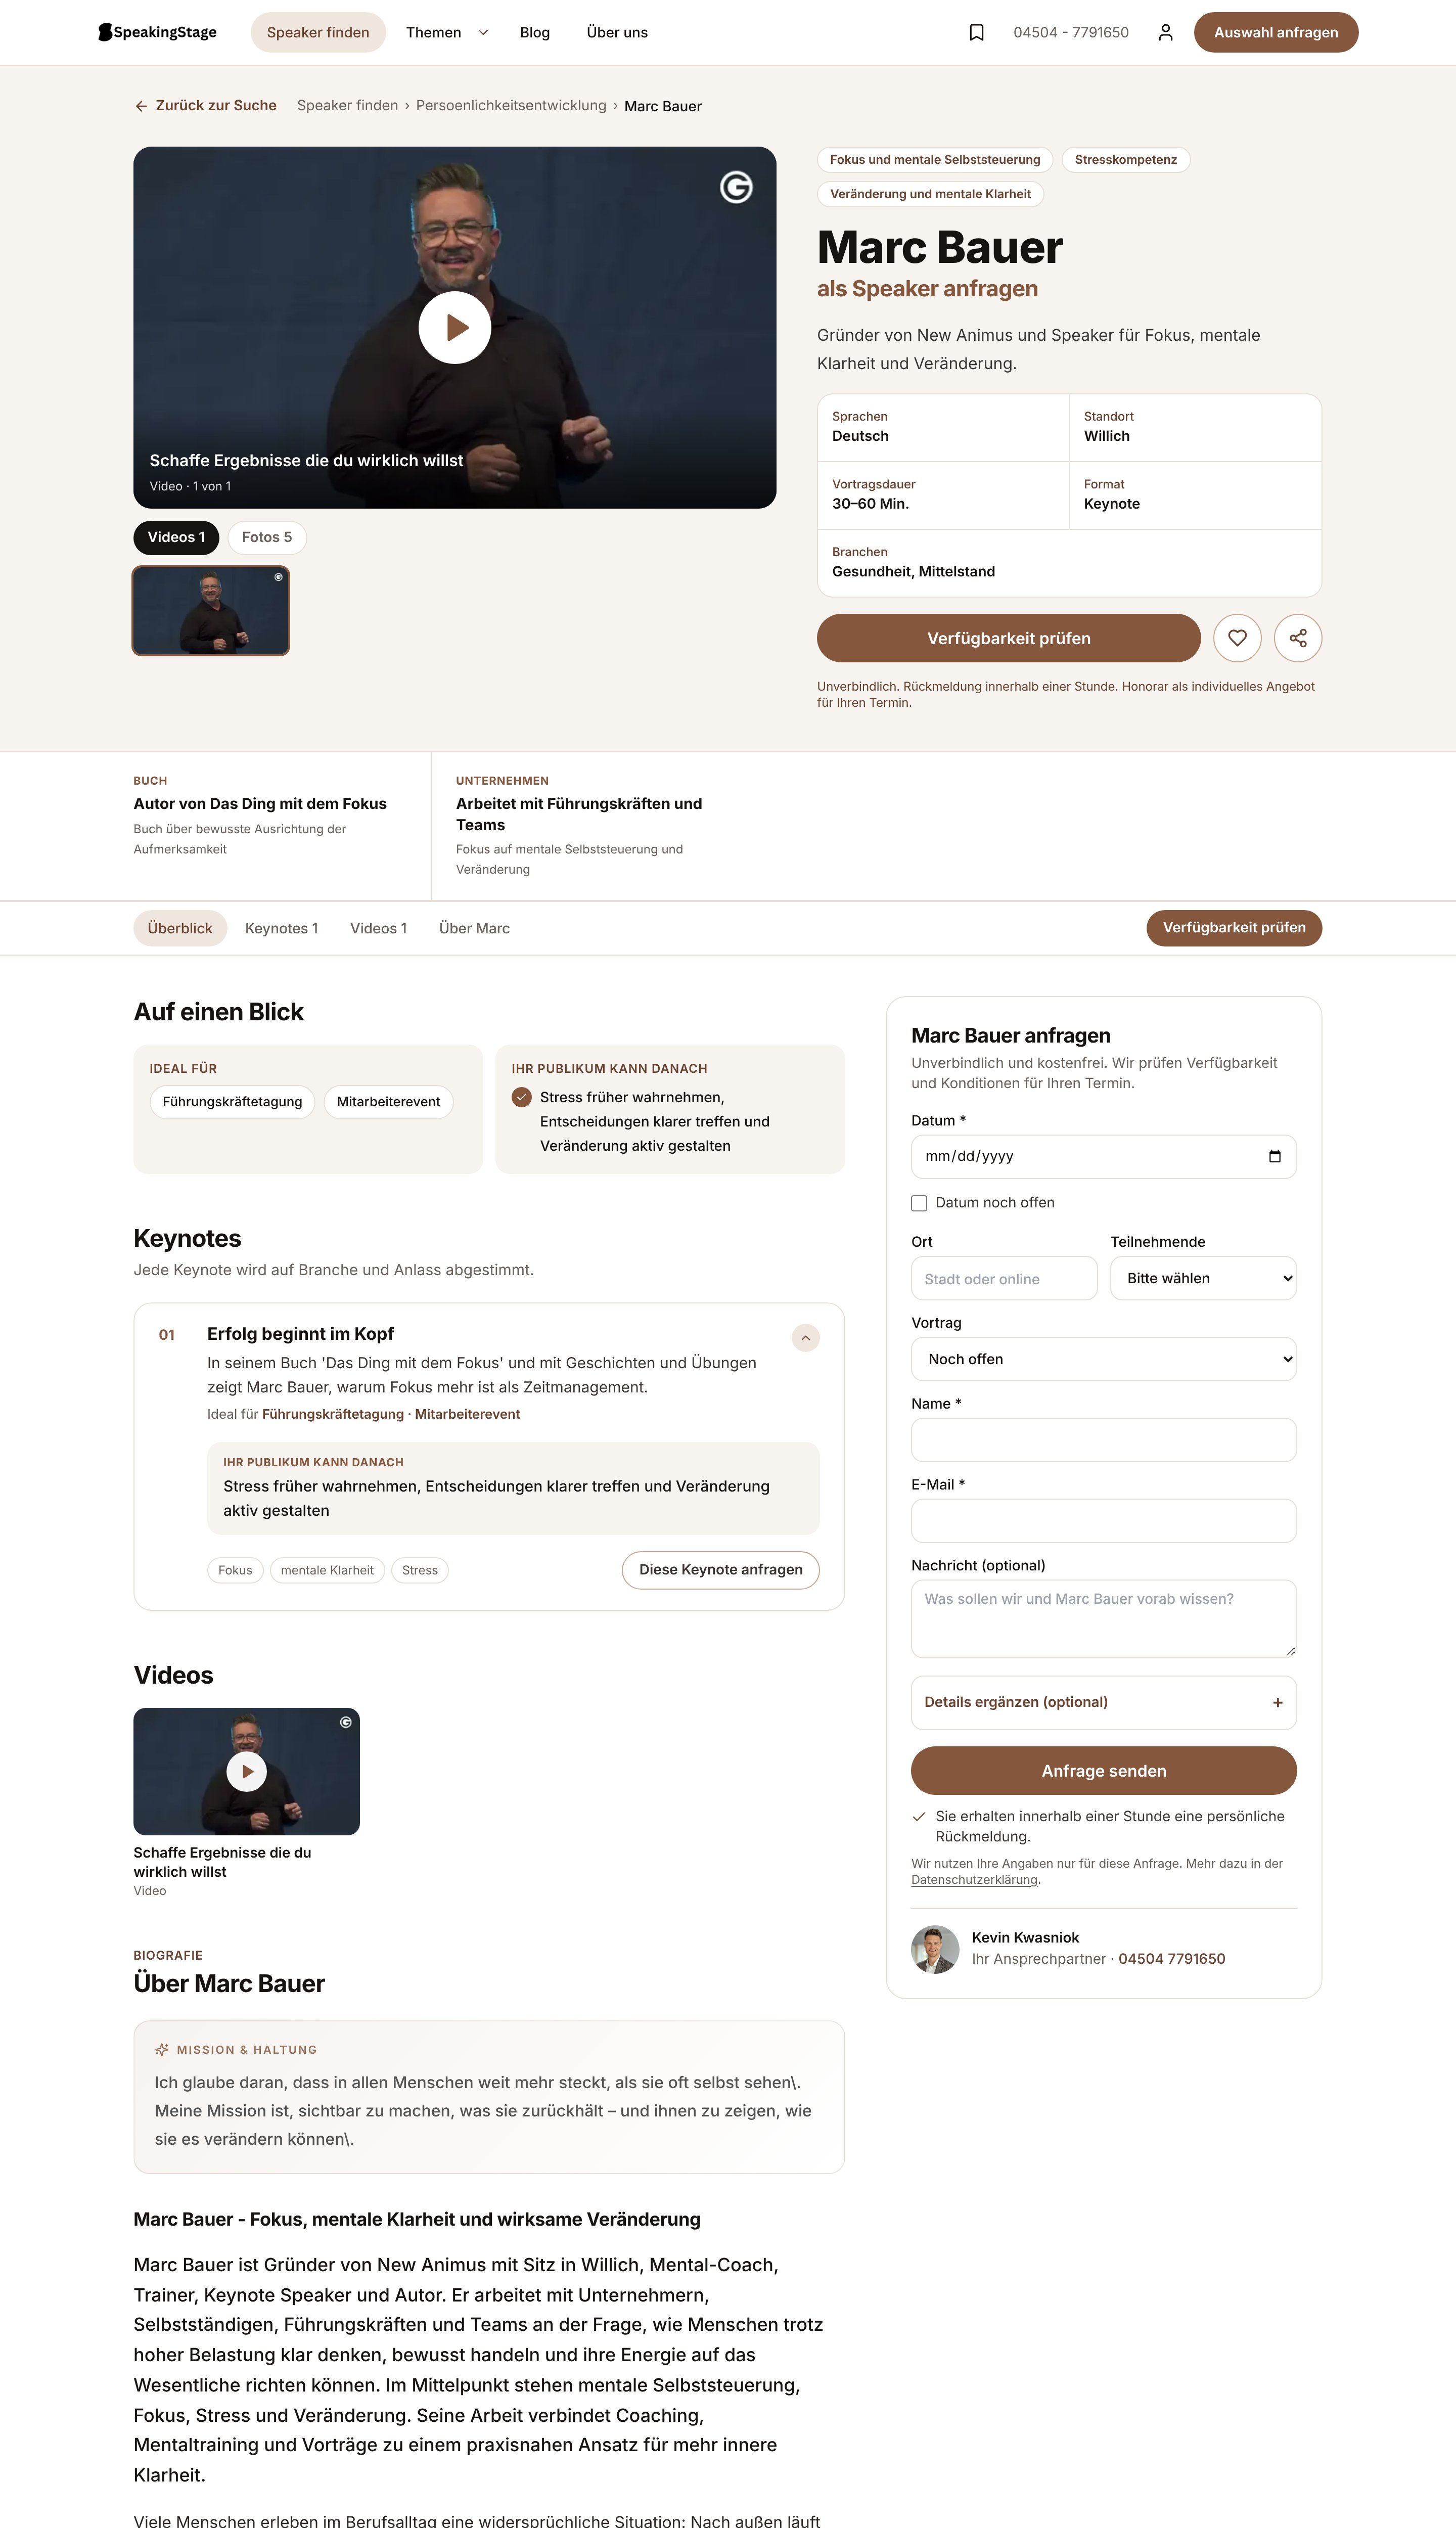 SpeakingStage
Speaker finden
Themen
Blog
Über uns
04504 - 7791650
Auswahl anfragen
Zurück zur Suche
Speaker finden › Persoenlichkeitsentwicklung › Marc Bauer
G
Schaffe Ergebnisse die du wirklich willst
Video · 1 von 1
Videos 1
Fotos 5
G
Fokus und mentale Selbststeuerung
Stresskompetenz
Veränderung und mentale Klarheit
Marc Bauer
als Speaker anfragen
Gründer von New Animus und Speaker für Fokus, mentale
Klarheit und Veränderung.
Sprachen
Deutsch
Standort
Willich
Vortragsdauer
30–60 Min.
Format
Keynote
Branchen
Gesundheit, Mittelstand
Verfügbarkeit prüfen
Unverbindlich. Rückmeldung innerhalb einer Stunde. Honorar als individuelles Angebot
für Ihren Termin.
BUCH
Autor von Das Ding mit dem Fokus
Buch über bewusste Ausrichtung der
Aufmerksamkeit
UNTERNEHMEN
Arbeitet mit Führungskräften und
Teams
Fokus auf mentale Selbststeuerung und
Veränderung
Überblick
Keynotes 1
Videos 1
Über Marc
Verfügbarkeit prüfen
Auf einen Blick
IDEAL FÜR
Führungskräftetagung
Mitarbeiterevent
IHR PUBLIKUM KANN DANACH
Stress früher wahrnehmen,
Entscheidungen klarer treffen und
Veränderung aktiv gestalten
Keynotes
Jede Keynote wird auf Branche und Anlass abgestimmt.
01
Erfolg beginnt im Kopf
In seinem Buch 'Das Ding mit dem Fokus' und mit Geschichten und Übungen
zeigt Marc Bauer, warum Fokus mehr ist als Zeitmanagement.
Ideal für Führungskräftetagung · Mitarbeiterevent
IHR PUBLIKUM KANN DANACH
Stress früher wahrnehmen, Entscheidungen klarer treffen und Veränderung
aktiv gestalten
Fokus
mentale Klarheit
Stress
Diese Keynote anfragen
Videos
G
Schaffe Ergebnisse die du
wirklich willst
Video
BIOGRAFIE
Über Marc Bauer
MISSION & HALTUNG
Ich glaube daran, dass in allen Menschen weit mehr steckt, als sie oft selbst sehen\.
Meine Mission ist, sichtbar zu machen, was sie zurückhält – und ihnen zu zeigen, wie
sie es verändern können\.
Marc Bauer - Fokus, mentale Klarheit und wirksame Veränderung
Marc Bauer ist Gründer von New Animus mit Sitz in Willich, Mental-Coach,
Trainer, Keynote Speaker und Autor. Er arbeitet mit Unternehmern,
Selbstständigen, Führungskräften und Teams an der Frage, wie Menschen trotz
hoher Belastung klar denken, bewusst handeln und ihre Energie auf das
Wesentliche richten können. Im Mittelpunkt stehen mentale Selbststeuerung,
Fokus, Stress und Veränderung. Seine Arbeit verbindet Coaching,
Mentaltraining und Vorträge zu einem praxisnahen Ansatz für mehr innere
Klarheit.
Viele Menschen erleben im Berufsalltag eine widersprüchliche Situation: Nach außen läuft
Marc Bauer anfragen
Unverbindlich und kostenfrei. Wir prüfen Verfügbarkeit
und Konditionen für Ihren Termin.
Datum *
mm/dd/yyyy
Datum noch offen
Ort
Stadt oder online
Teilnehmende
Bitte wählen
Vortrag
Noch offen
Name *
E-Mail *
Nachricht (optional)
Was sollen wir und Marc Bauer vorab wissen?
Details ergänzen (optional)
+
Anfrage senden
Sie erhalten innerhalb einer Stunde eine persönliche
Rückmeldung.
Wir nutzen Ihre Angaben nur für diese Anfrage. Mehr dazu in der
Datenschutzerklärung.
Kevin Kwasniok
Ihr Ansprechpartner · 04504 7791650